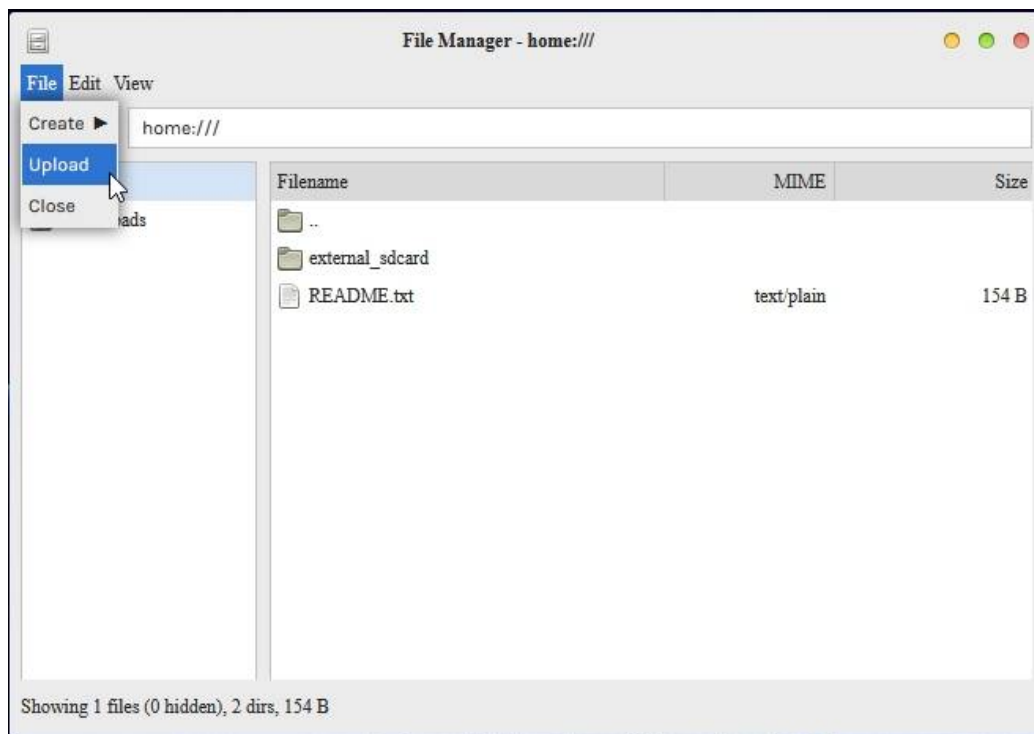 File Manager - home:///
File Edit View
Create
home:///
Upload
Close
Filename MIME Size
..
external_sdcard
README.txt text/plain 154 B
Showing 1 files (0 hidden), 2 dirs, 154 B